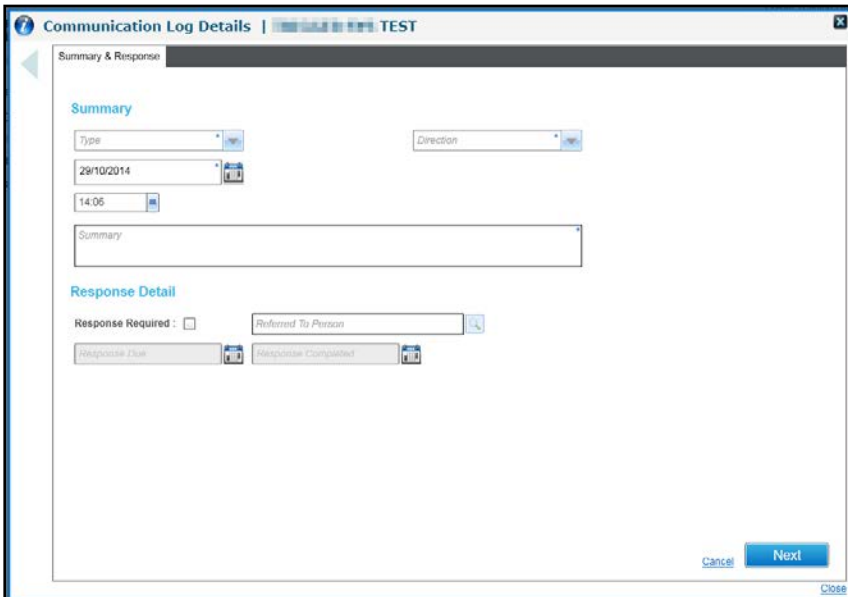 Communication Log Details | TEST
Summary & Response
Summary
Type * Direction *
29/10/2014 *
14:06
Summary *
Response Detail
Response Required : Referred To Person
Response Due Response Completed
Cancel Next
Close